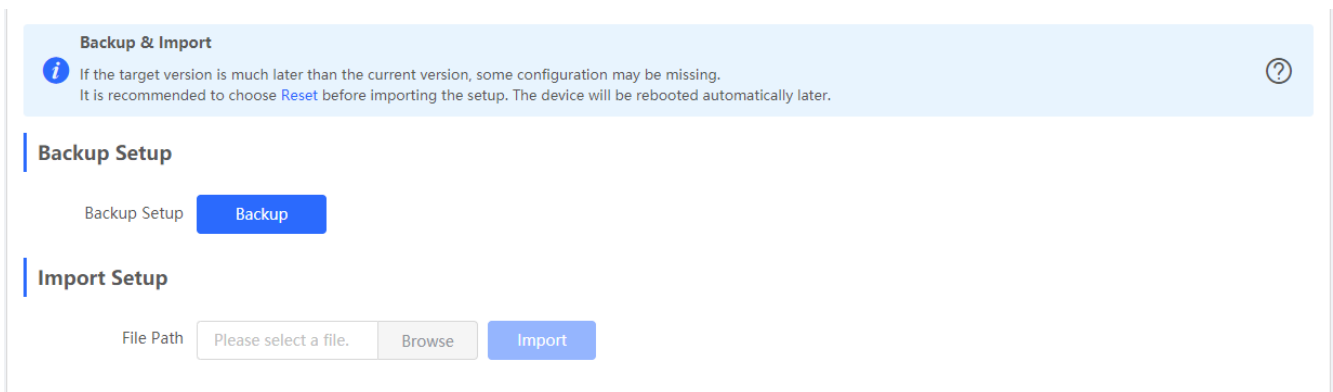 Backup & Import
If the target version is much later than the current version, some configuration may be missing.
It is recommended to choose Reset before importing the setup. The device will be rebooted automatically later.
Backup Setup
Backup Setup Backup
Import Setup
File Path Please select a file. Browse Import